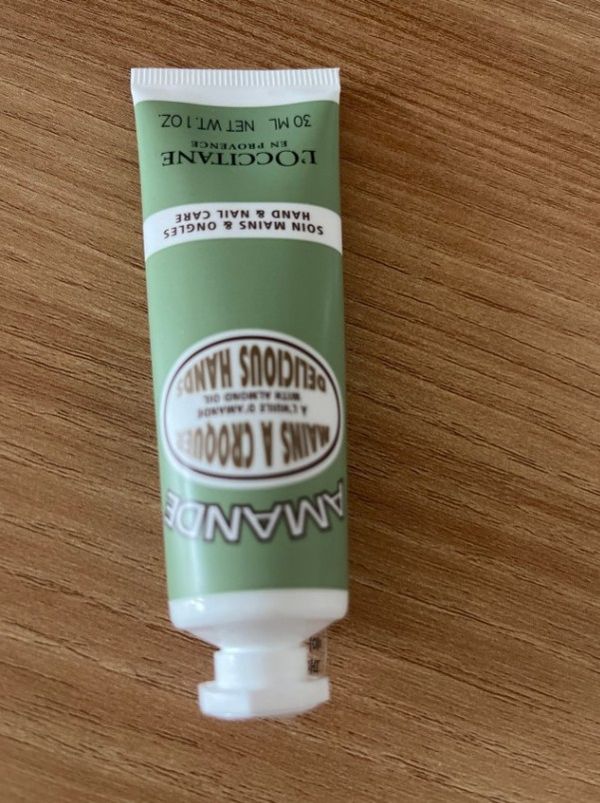 AMANDE
MAINS A CROQUER
À L'HUILE D'AMANDE
WITH ALMOND OIL
DELICIOUS HANDS
SOIN MAINS & ONGLES
HAND & NAIL CARE
L'OCCITANE
EN PROVENCE
30 ML NET WT. 1 OZ.